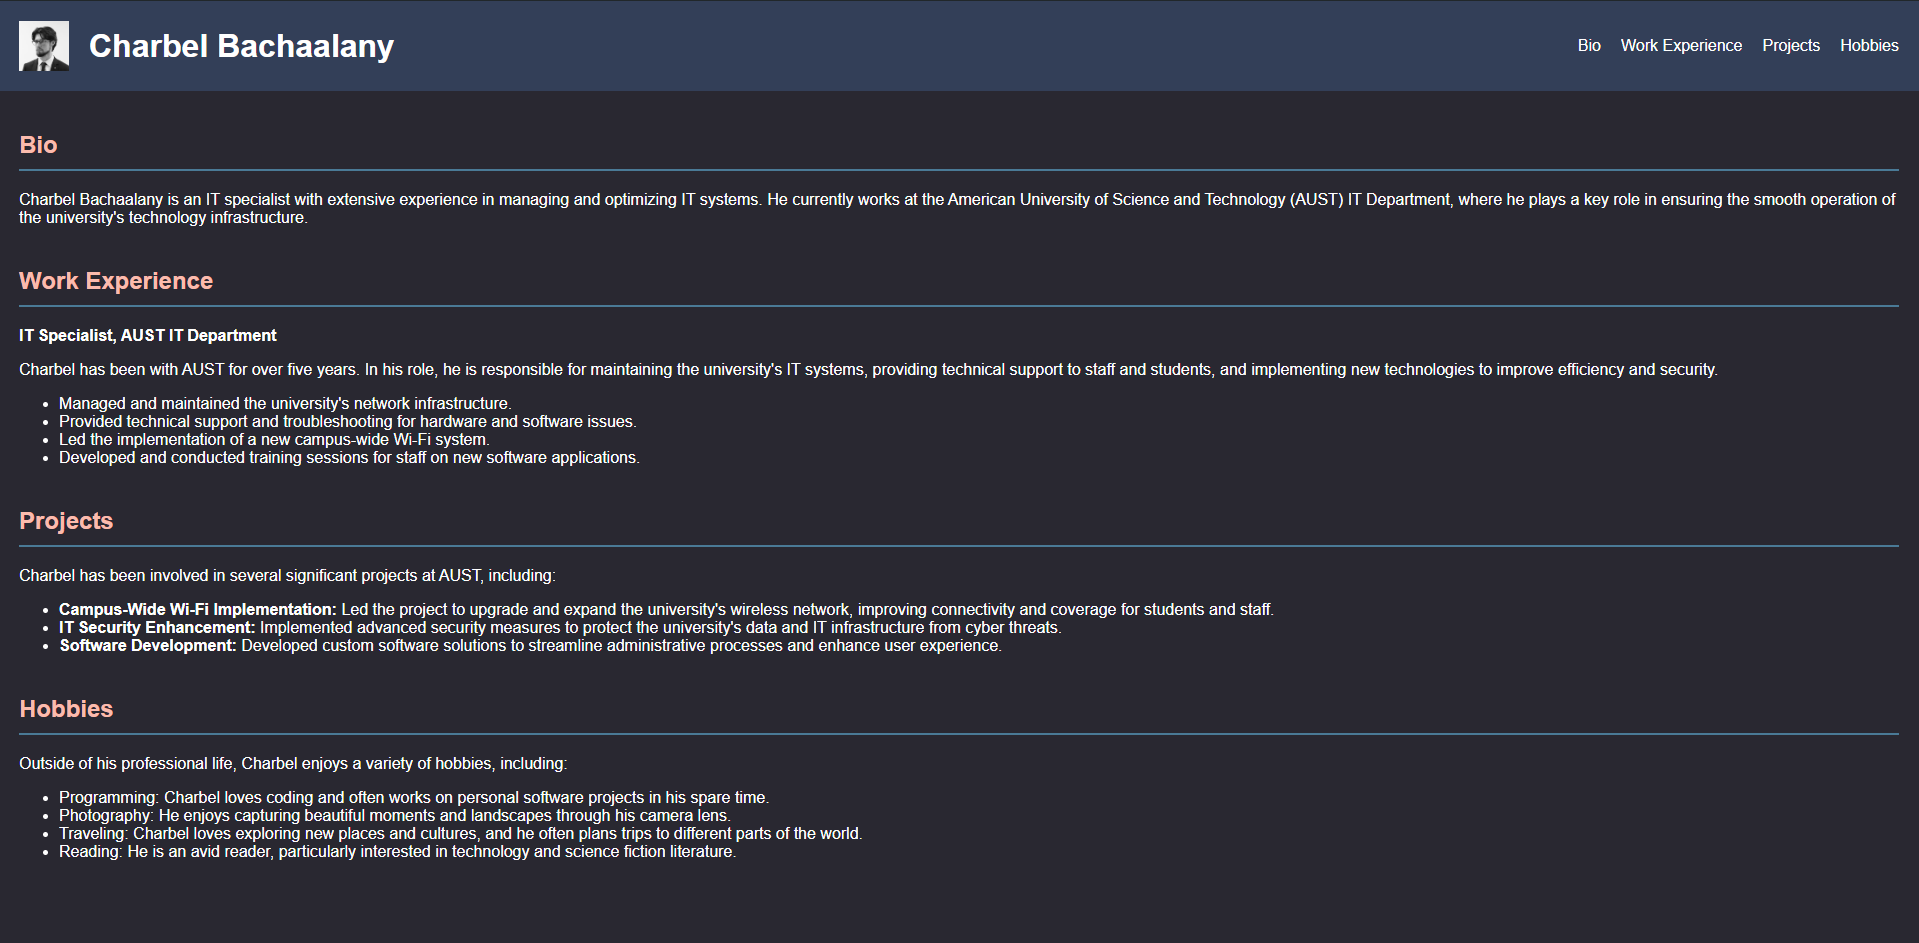 Charbel Bachaalany
Bio Work Experience Projects Hobbies
Bio
Charbel Bachaalany is an IT specialist with extensive experience in managing and optimizing IT systems. He currently works at the American University of Science and Technology (AUST) IT Department, where he plays a key role in ensuring the smooth operation of
the university's technology infrastructure.
Work Experience
IT Specialist, AUST IT Department
Charbel has been with AUST for over five years. In his role, he is responsible for maintaining the university's IT systems, providing technical support to staff and students, and implementing new technologies to improve efficiency and security.
• Managed and maintained the university's network infrastructure.
• Provided technical support and troubleshooting for hardware and software issues.
• Led the implementation of a new campus-wide Wi-Fi system.
• Developed and conducted training sessions for staff on new software applications.
Projects
Charbel has been involved in several significant projects at AUST, including:
• Campus-Wide Wi-Fi Implementation: Led the project to upgrade and expand the university's wireless network, improving connectivity and coverage for students and staff.
• IT Security Enhancement: Implemented advanced security measures to protect the university's data and IT infrastructure from cyber threats.
• Software Development: Developed custom software solutions to streamline administrative processes and enhance user experience.
Hobbies
Outside of his professional life, Charbel enjoys a variety of hobbies, including:
• Programming: Charbel loves coding and often works on personal software projects in his spare time.
• Photography: He enjoys capturing beautiful moments and landscapes through his camera lens.
• Traveling: Charbel loves exploring new places and cultures, and he often plans trips to different parts of the world.
• Reading: He is an avid reader, particularly interested in technology and science fiction literature.